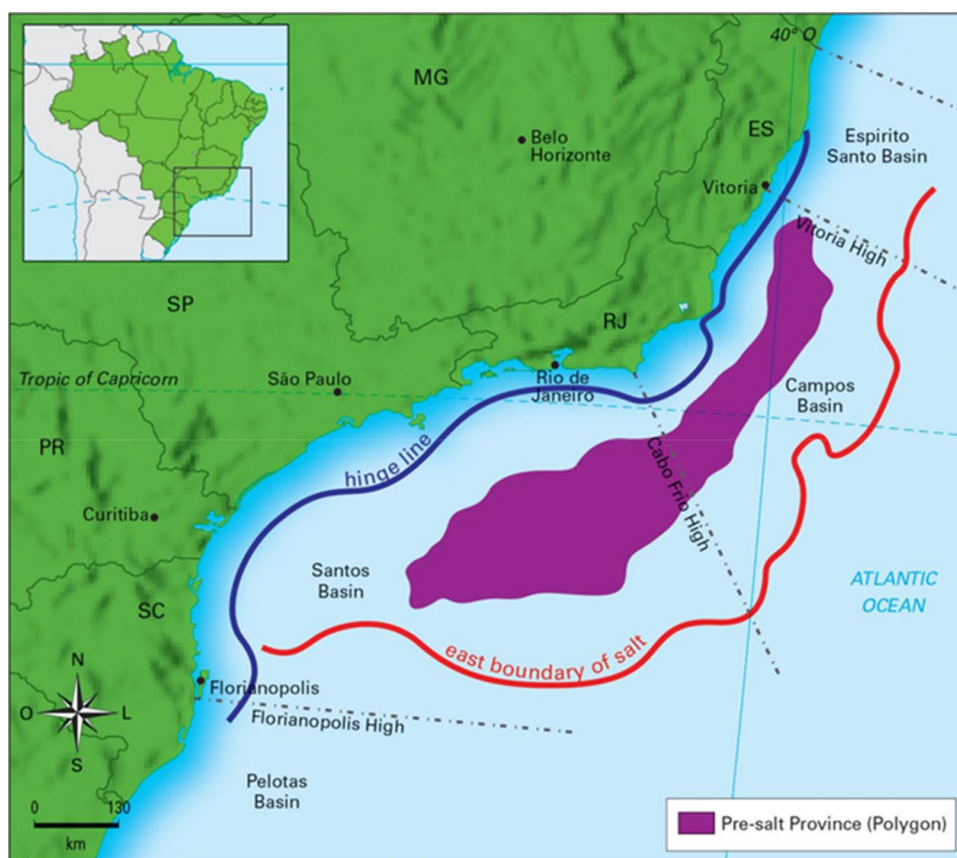 40° O
MG
ES
Espirito
Santo Basin
Belo
Horizonte
Vitoria
Vitoria High
SP
RJ
Tropic of Capricorn
São Paulo
Rio de
Janeiro
Campos
Basin
PR
hinge line
Cabo Frio High
Curitiba
Santos
Basin
ATLANTIC
OCEAN
SC
east boundary of salt
N
O
L
S
Florianopolis
Florianopolis High
Pelotas
Basin
0 130
km
Pre-salt Province (Polygon)